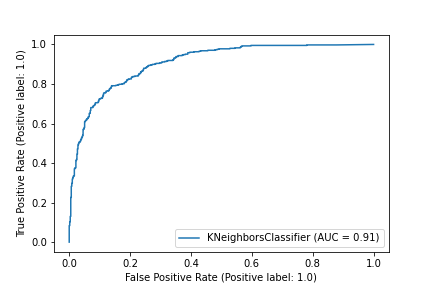 1.0
0.8
0.6
0.4
0.2
0.0
True Positive Rate (Positive label: 1.0)
KNeighborsClassifier (AUC = 0.91)
0.0 0.2 0.4 0.6 0.8 1.0
False Positive Rate (Positive label: 1.0)